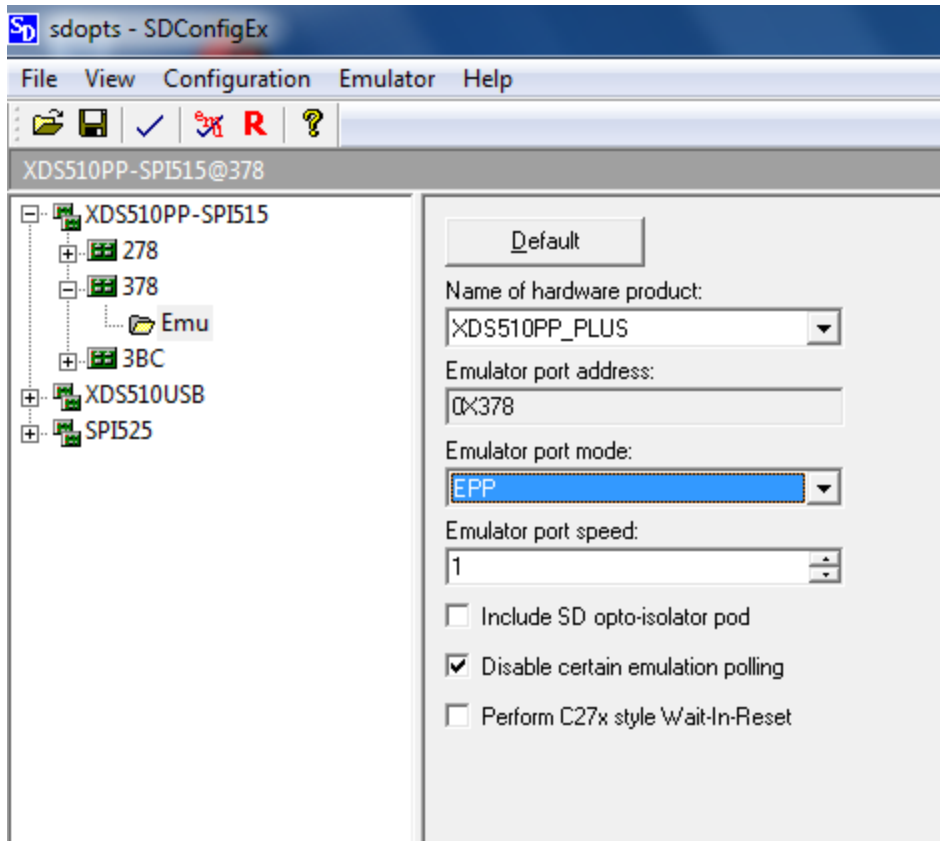 SD sdopts - SDConfigEx
File View Configuration Emulator Help
emu R ?
XDS510PP-SPI515@378
XDS510PP-SPI515
278
378
Emu
3BC
XDS510USB
SPI525
Default
Name of hardware product:
XDS510PP_PLUS
Emulator port address:
0X378
Emulator port mode:
EPP
Emulator port speed:
1
Include SD opto-isolator pod
Disable certain emulation polling
Perform C27x style Wait-In-Reset